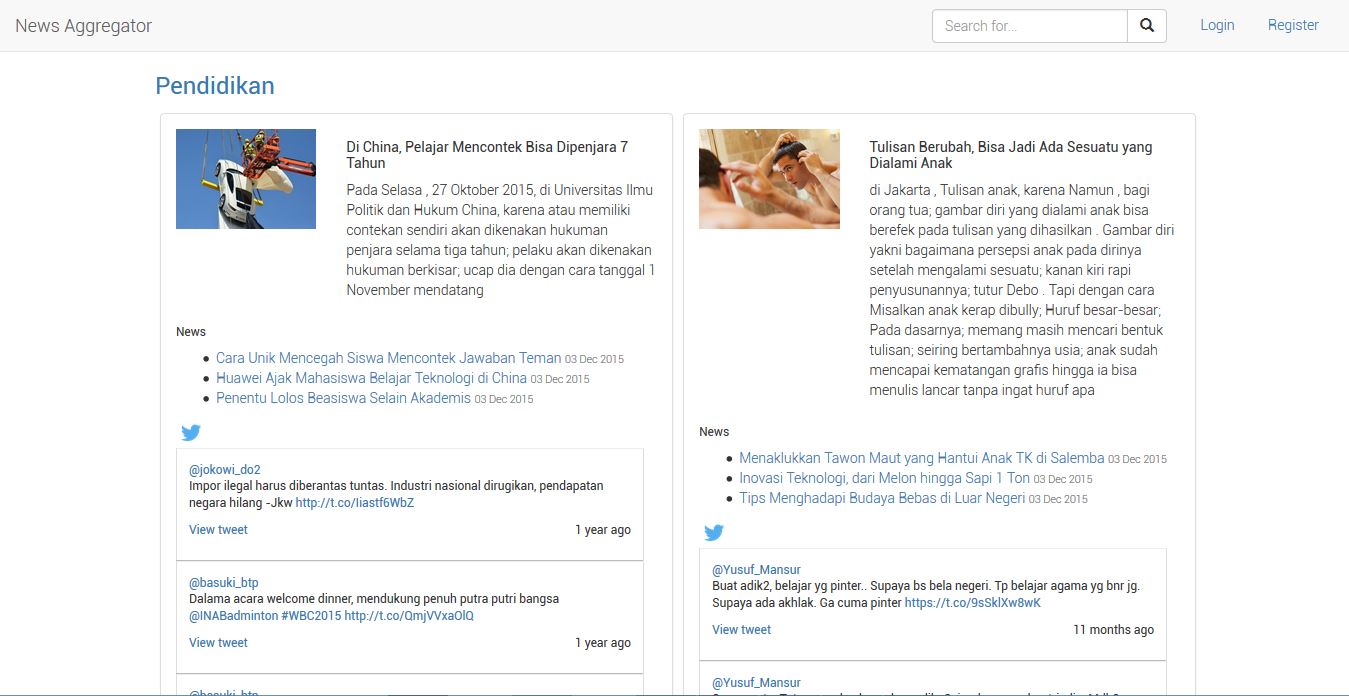 News Aggregator
Search for...
Login
Register
Pendidikan
Di China, Pelajar Mencontek Bisa Dipenjara 7
Tahun
Pada Selasa , 27 Oktober 2015, di Universitas Ilmu
Politik dan Hukum China, karena atau memiliki
contekan sendiri akan dikenakan hukuman
penjara selama tiga tahun; pelaku akan dikenakan
hukuman berkisar; ucap dia dengan cara tanggal 1
November mendatang
News
Cara Unik Mencegah Siswa Mencontek Jawaban Teman 03 Dec 2015
Huawei Ajak Mahasiswa Belajar Teknologi di China 03 Dec 2015
Penentu Lolos Beasiswa Selain Akademis 03 Dec 2015
@jokowi_do2
Impor ilegal harus diberantas tuntas. Industri nasional dirugikan, pendapatan
negara hilang -Jkw http://t.co/Iiastf6WbZ
View tweet 1 year ago
@basuki_btp
Dalama acara welcome dinner, mendukung penuh putra putri bangsa
@INABadminton #WBC2015 http://t.co/QmjVVxaOlQ
View tweet 1 year ago
@basuki_btp
Tulisan Berubah, Bisa Jadi Ada Sesuatu yang
Dialami Anak
di Jakarta , Tulisan anak, karena Namun , bagi
orang tua; gambar diri yang dialami anak bisa
berefek pada tulisan yang dihasilkan . Gambar diri
yakni bagaimana persepsi anak pada dirinya
setelah mengalami sesuatu; kanan kiri rapi
penyusunannya; tutur Debo . Tapi dengan cara
Misalkan anak kerap dibully; Huruf besar-besar;
Pada dasarnya; memang masih mencari bentuk
tulisan; seiring bertambahnya usia; anak sudah
mencapai kematangan grafis hingga ia bisa
menulis lancar tanpa ingat huruf apa
News
Menaklukkan Tawon Maut yang Hantui Anak TK di Salemba 03 Dec 2015
Inovasi Teknologi, dari Melon hingga Sapi 1 Ton 03 Dec 2015
Tips Menghadapi Budaya Bebas di Luar Negeri 03 Dec 2015
@Yusuf_Mansur
Buat adik2, belajar yg pinter.. Supaya bs bela negeri. Tp belajar agama yg bnr jg.
Supaya ada akhlak. Ga cuma pinter https://t.co/9sSklXw8wK
View tweet 11 months ago
@Yusuf_Mansur